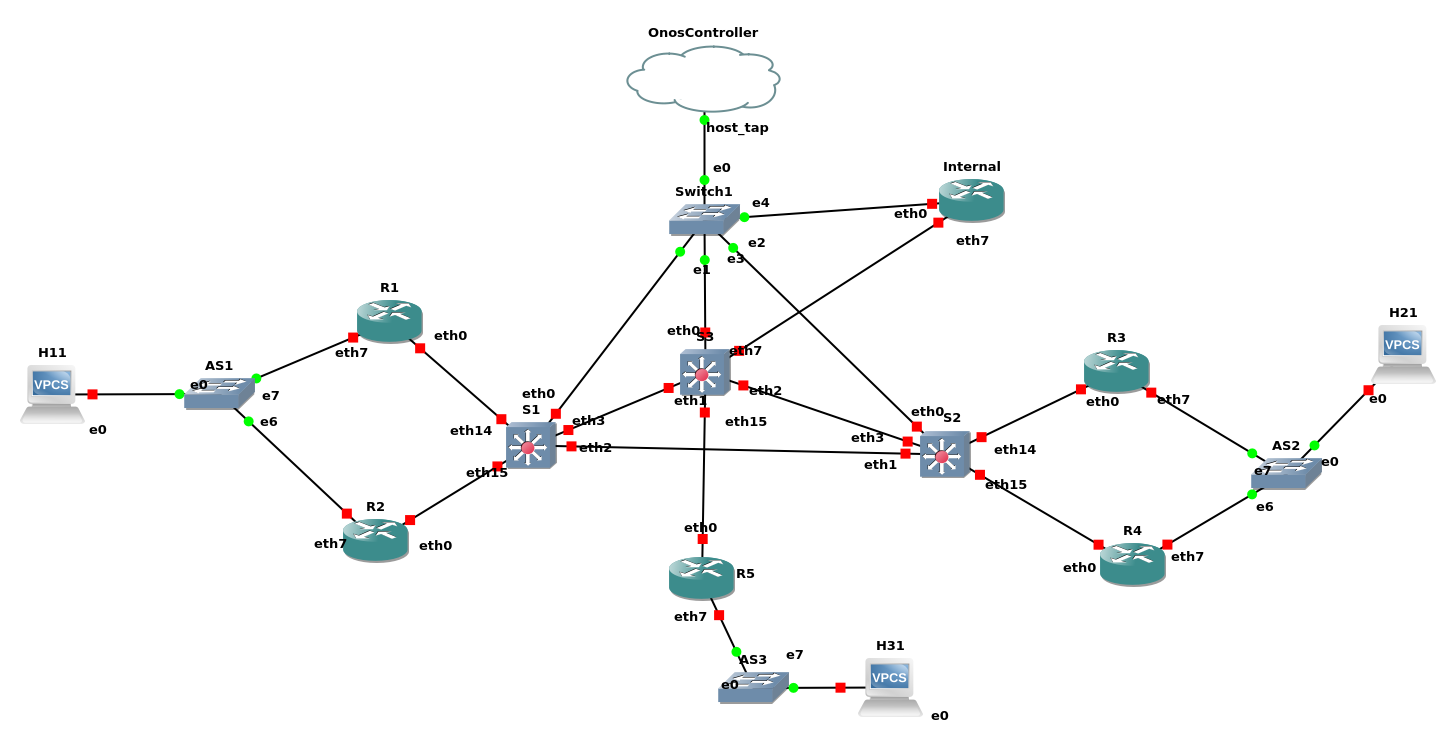 OnosController
host_tap
e0
Switch1
e4
e2
e3
e1
Internal
eth0
eth7
R1
eth0
eth7
H11
VPCS
e0
AS1
e0
e7
e6
R2
eth7
eth0
S1
eth0
eth3
eth2
eth14
eth15
S3
eth0
eth7
eth1
eth2
eth15
S2
eth0
eth3
eth1
eth14
eth15
R3
eth0
eth7
H21
VPCS
e0
AS2
e0
e7
e6
R4
eth0
eth7
eth0
R5
eth7
AS3
e7
e0
H31
VPCS
e0